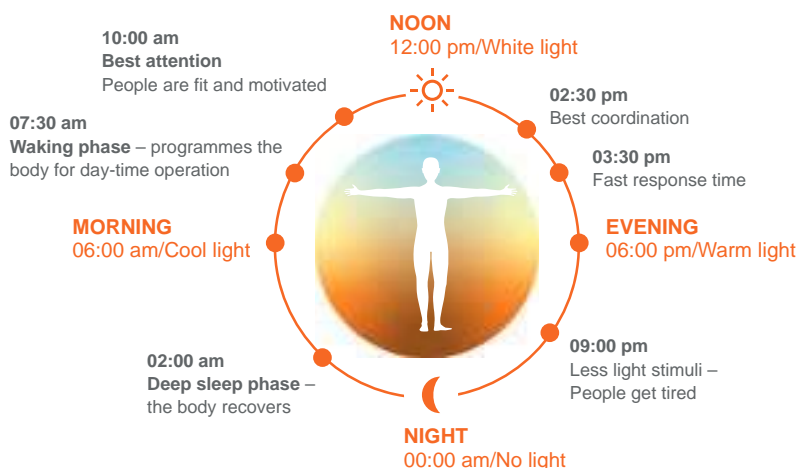 NOON
12:00 pm/White light
02:30 pm
Best coordination
03:30 pm
Fast response time
EVENING
06:00 pm/Warm light
09:00 pm
Less light stimuli –
People get tired
NIGHT
00:00 am/No light
02:00 am
Deep sleep phase –
the body recovers
MORNING
06:00 am/Cool light
07:30 am
Waking phase – programmes the
body for day-time operation
10:00 am
Best attention
People are fit and motivated